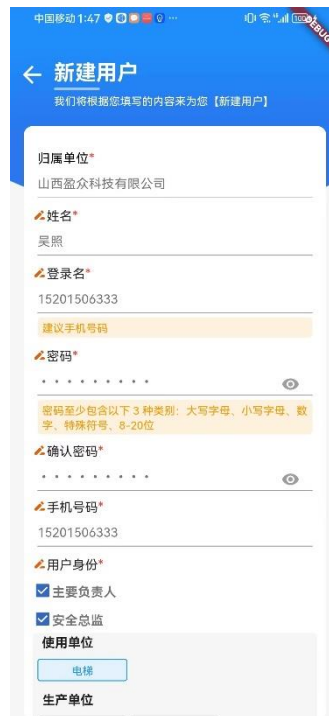 中国移动 1:47
100
DEBUG
新建用户
我们将根据您填写的内容来为您【新建用户】
归属单位*
山西盈众科技有限公司
姓名*
吴照
登录名*
15201506333
建议手机号码
密码*
•••••••••
密码至少包含以下 3 种类别：大写字母、小写字母、数
字、特殊符号、8-20位
确认密码*
•••••••••
手机号码*
15201506333
用户身份*
主要负责人
安全总监
使用单位
电梯
生产单位